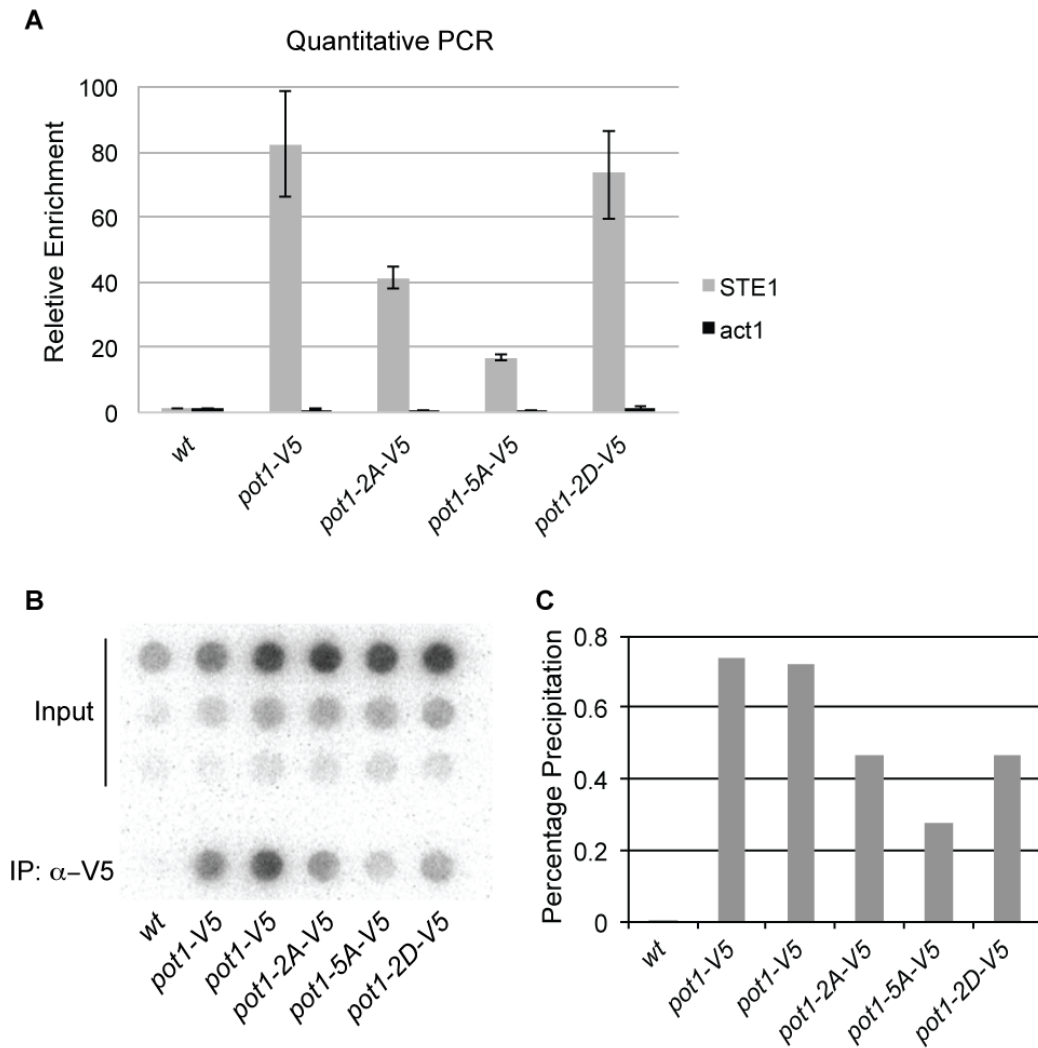 A
Quantitative PCR
Reletive Enrichment
100
80
60
40
20
0
wt
pot1-V5
pot1-2A-V5
pot1-5A-V5
pot1-2D-V5
STE1
act1
B
Input
IP: α–V5
wt
pot1-V5
pot1-V5
pot1-2A-V5
pot1-5A-V5
pot1-2D-V5
C
Percentage Precipitation
0.8
0.6
0.4
0.2
0
wt
pot1-V5
pot1-V5
pot1-2A-V5
pot1-5A-V5
pot1-2D-V5